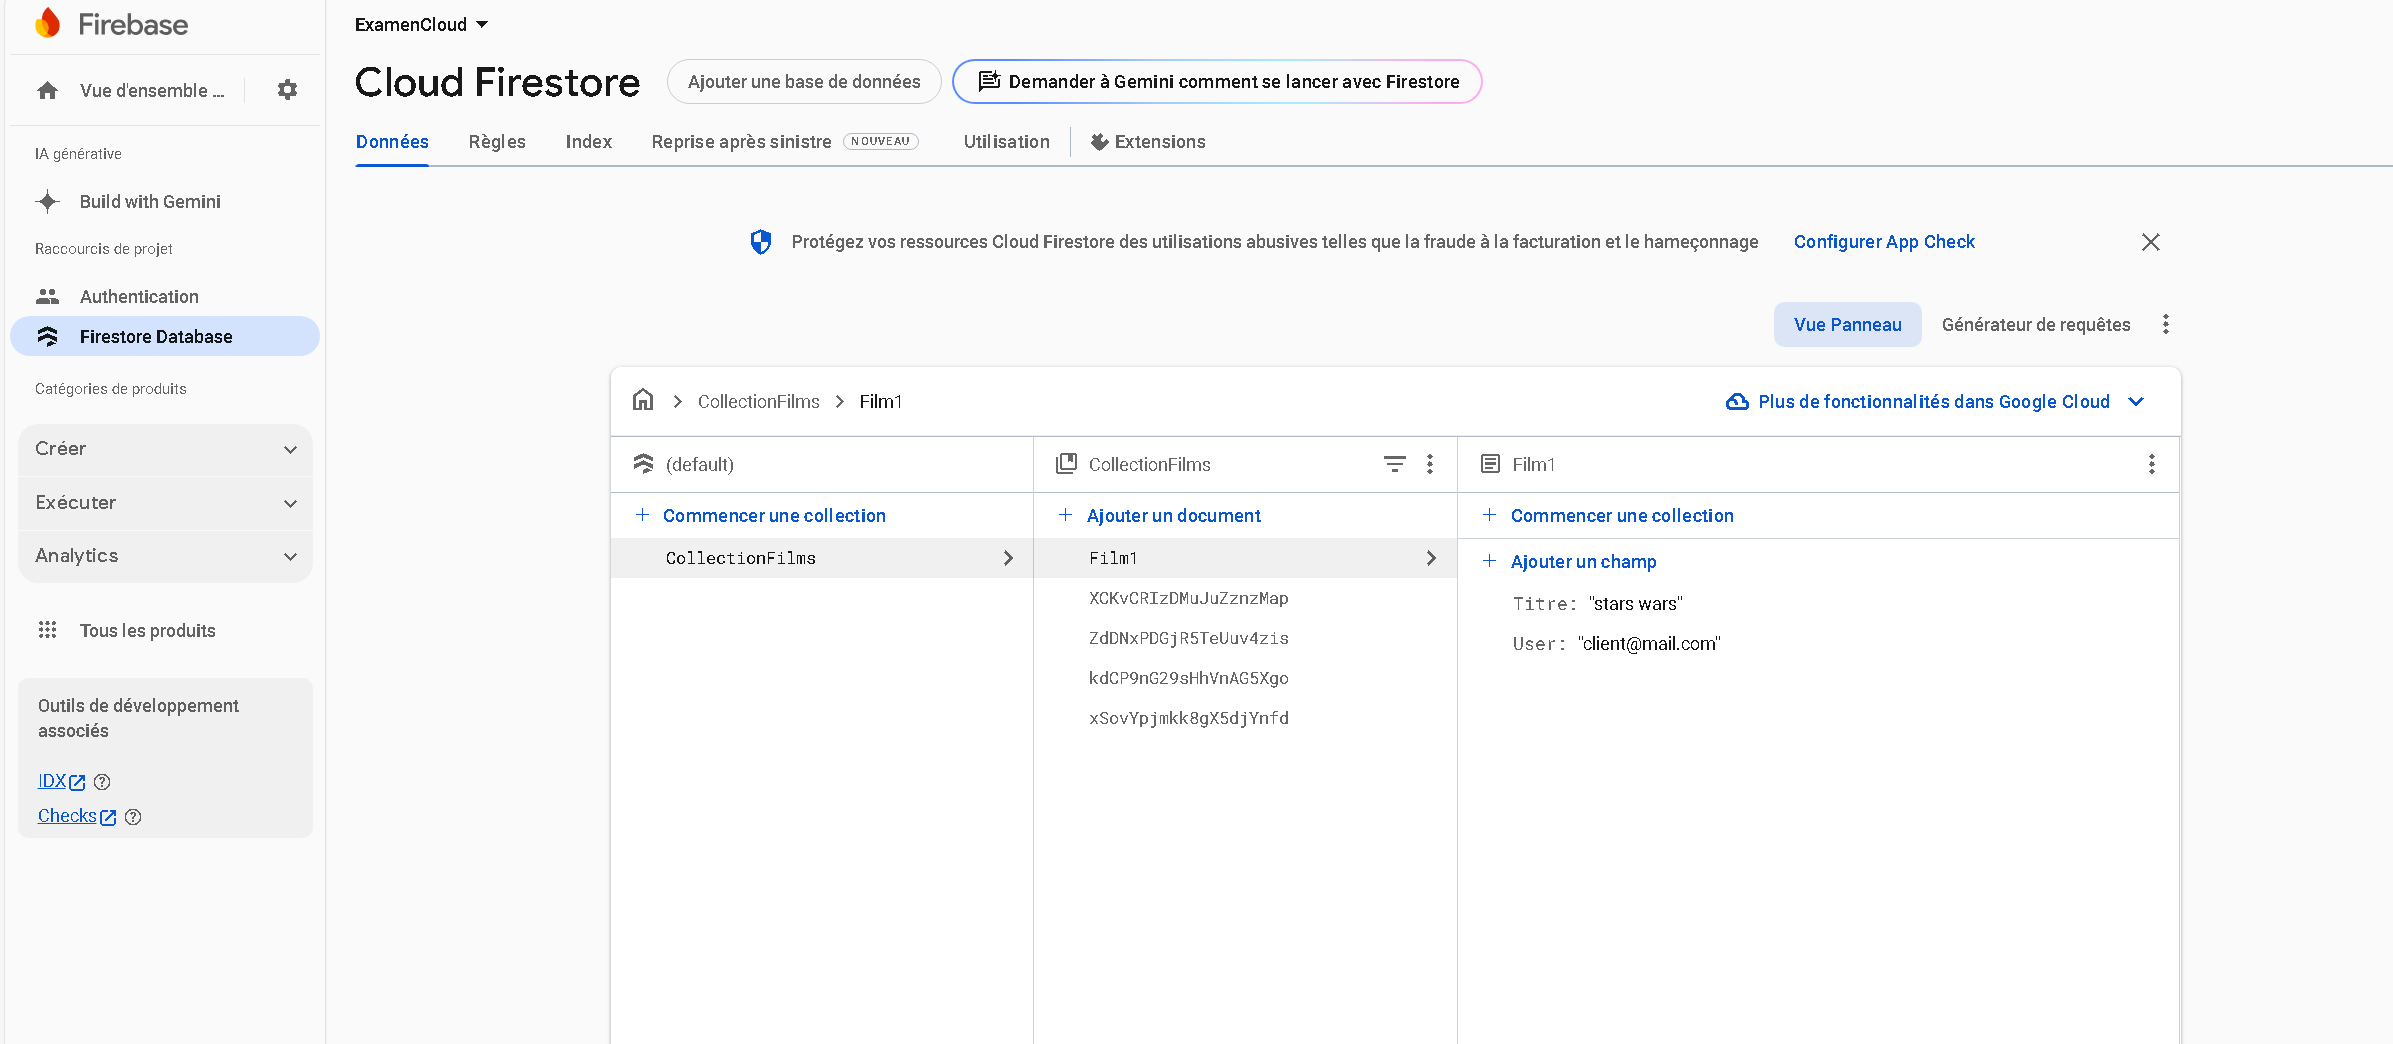 Firebase
Vue d'ensemble ...
IA générative
Build with Gemini
Raccourcis de projet
Authentication
Firestore Database
Catégories de produits
Créer
Exécuter
Analytics
Tous les produits
Outils de développement
associés
IDX
Checks
ExamenCloud
Cloud Firestore
Ajouter une base de données
Demander à Gemini comment se lancer avec Firestore
Données
Règles
Index
Reprise après sinistre NOUVEAU
Utilisation
Extensions
Protégez vos ressources Cloud Firestore des utilisations abusives telles que la fraude à la facturation et le hameçonnage
Configurer App Check
Vue Panneau
Générateur de requêtes
CollectionFilms
Film1
Plus de fonctionnalités dans Google Cloud
(default)
Commencer une collection
CollectionFilms
CollectionFilms
Ajouter un document
Film1
XCKvCRIzDMuJuZznzMap
ZdDNxPDGjR5TeUuv4zis
kdCP9nG29sHhVnAG5Xgo
xSovYpjmkk8gX5djYnfd
Film1
Commencer une collection
Ajouter un champ
Titre: "stars wars"
User: "client@mail.com"